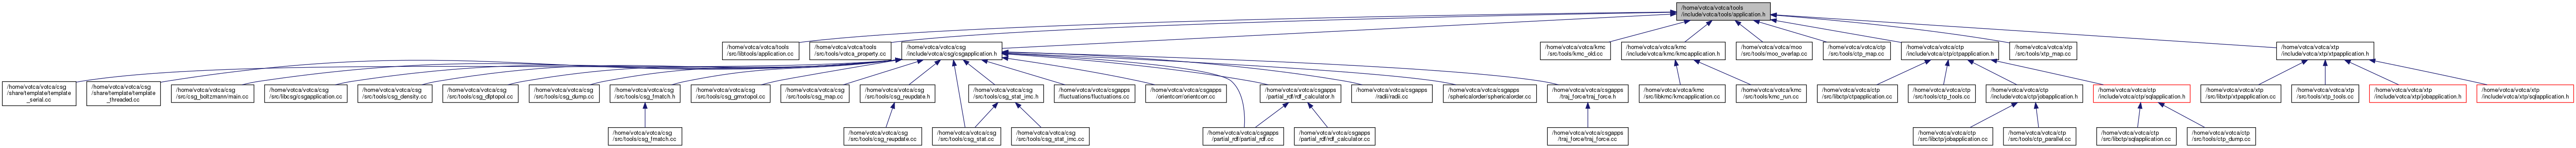 /home/votca/votca/tools
/include/votca/tools/application.h
/home/votca/votca/tools
/src/libtools/application.cc
/home/votca/votca/tools
/src/tools/votca_property.cc
/home/votca/votca/csg
/include/votca/csg/csgapplication.h
/home/votca/votca/kmc
/src/tools/kmc_old.cc
/home/votca/votca/kmc
/include/votca/kmc/kmcapplication.h
/home/votca/votca/moo
/src/tools/moo_overlap.cc
/home/votca/votca/ctp
/src/tools/ctp_map.cc
/home/votca/votca/ctp
/include/votca/ctp/ctpapplication.h
/home/votca/votca/xtp
/src/tools/xtp_map.cc
/home/votca/votca/xtp
/include/votca/xtp/xtpapplication.h
/home/votca/votca/csg
/share/template/template
_serial.cc
/home/votca/votca/csg
/share/template/template
_threaded.cc
/home/votca/votca/csg
/src/csg_boltzmann/main.cc
/home/votca/votca/csg
/src/libcsg/csgapplication.cc
/home/votca/votca/csg
/src/tools/csg_density.cc
/home/votca/votca/csg
/src/tools/csg_dlptopol.cc
/home/votca/votca/csg
/src/tools/csg_dump.cc
/home/votca/votca/csg
/src/tools/csg_fmatch.h
/home/votca/votca/csg
/src/tools/csg_gmxtopol.cc
/home/votca/votca/csg
/src/tools/csg_map.cc
/home/votca/votca/csg
/src/tools/csg_reupdate.h
/home/votca/votca/csg
/src/tools/csg_stat_imc.h
/home/votca/votca/csgapps
/fluctuations/fluctuations.cc
/home/votca/votca/csgapps
/orientcorr/orientcorr.cc
/home/votca/votca/csgapps
/partial_rdf/rdf_calculator.h
/home/votca/votca/csgapps
/radii/radii.cc
/home/votca/votca/csgapps
/sphericalorder/sphericalorder.cc
/home/votca/votca/csgapps
/traj_force/traj_force.h
/home/votca/votca/kmc
/src/libkmc/kmcapplication.cc
/home/votca/votca/kmc
/src/tools/kmc_run.cc
/home/votca/votca/ctp
/src/libctp/ctpapplication.cc
/home/votca/votca/ctp
/src/tools/ctp_tools.cc
/home/votca/votca/ctp
/include/votca/ctp/jobapplication.h
/home/votca/votca/ctp
/include/votca/ctp/sqlapplication.h
/home/votca/votca/xtp
/src/libxtp/xtpapplication.cc
/home/votca/votca/xtp
/src/tools/xtp_tools.cc
/home/votca/votca/xtp
/include/votca/xtp/jobapplication.h
/home/votca/votca/xtp
/include/votca/xtp/sqlapplication.h
/home/votca/votca/csg
/src/tools/csg_fmatch.cc
/home/votca/votca/csg
/src/tools/csg_reupdate.cc
/home/votca/votca/csg
/src/tools/csg_stat.cc
/home/votca/votca/csg
/src/tools/csg_stat_imc.cc
/home/votca/votca/csgapps
/partial_rdf/partial_rdf.cc
/home/votca/votca/csgapps
/partial_rdf/rdf_calculator.cc
/home/votca/votca/csgapps
/traj_force/traj_force.cc
/home/votca/votca/ctp
/src/libctp/jobapplication.cc
/home/votca/votca/ctp
/src/tools/ctp_parallel.cc
/home/votca/votca/ctp
/src/libctp/sqlapplication.cc
/home/votca/votca/ctp
/src/tools/ctp_dump.cc